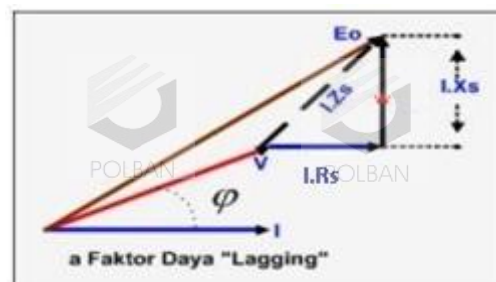 Eo
I.Xs
I.Zs
POLBAN
V
I.Rs
POLBAN
φ
I
a Faktor Daya "Lagging"